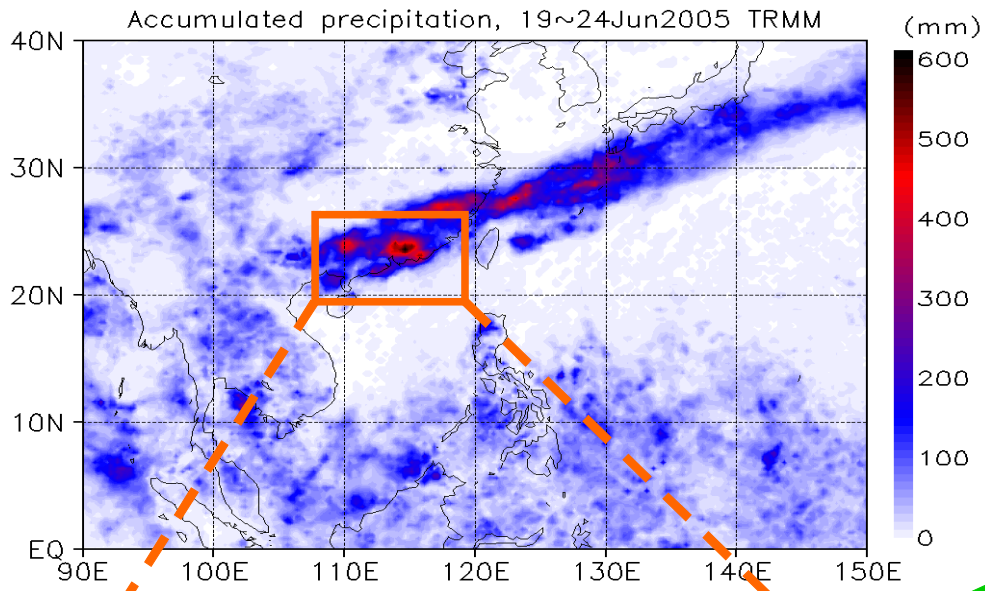 Accumulated precipitation, 19~24Jun2005 TRMM
(mm)
40N
30N
20N
10N
EQ
90E 100E 110E 120E 130E 140E 150E
600
500
400
300
200
100
0